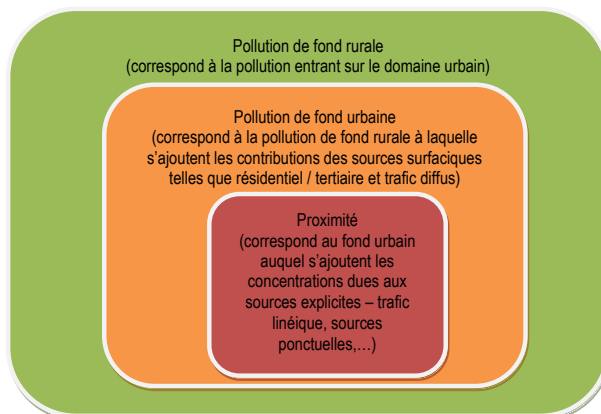 Pollution de fond rurale
(correspond à la pollution entrant sur le domaine urbain)
Pollution de fond urbaine
(correspond à la pollution de fond rurale à laquelle
s'ajoutent les contributions des sources surfaciques
telles que résidentiel / tertiaire et trafic diffus)
Proximité
(correspond au fond urbain
auquel s'ajoutent les
concentrations dues aux
sources explicites – trafic
linéique, sources
ponctuelles,…)